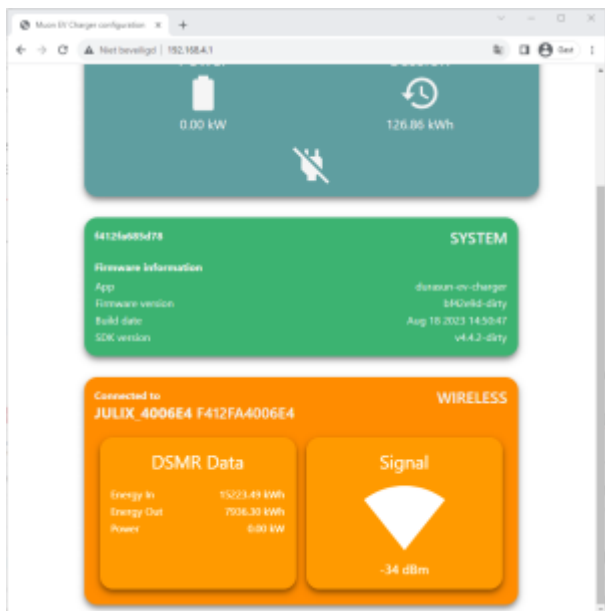 EV Charger configuration
Niet beveiligd | 192.168.4.1
Gast
0.00 kW
126.86 kWh
f412fa685d78
SYSTEM
Firmware information
App
durasun-ev-charger
Firmware version
Build date
Aug 18 2023 14:50:47
SDK version
v4.4.2-dirty
Connected to
WIRELESS
JULIX_4006E4 F412FA4006E4
DSMR Data
Energy In
15223.49 kWh
Energy Out
7936.30 kWh
Power
0.00 kW
Signal
-34 dBm